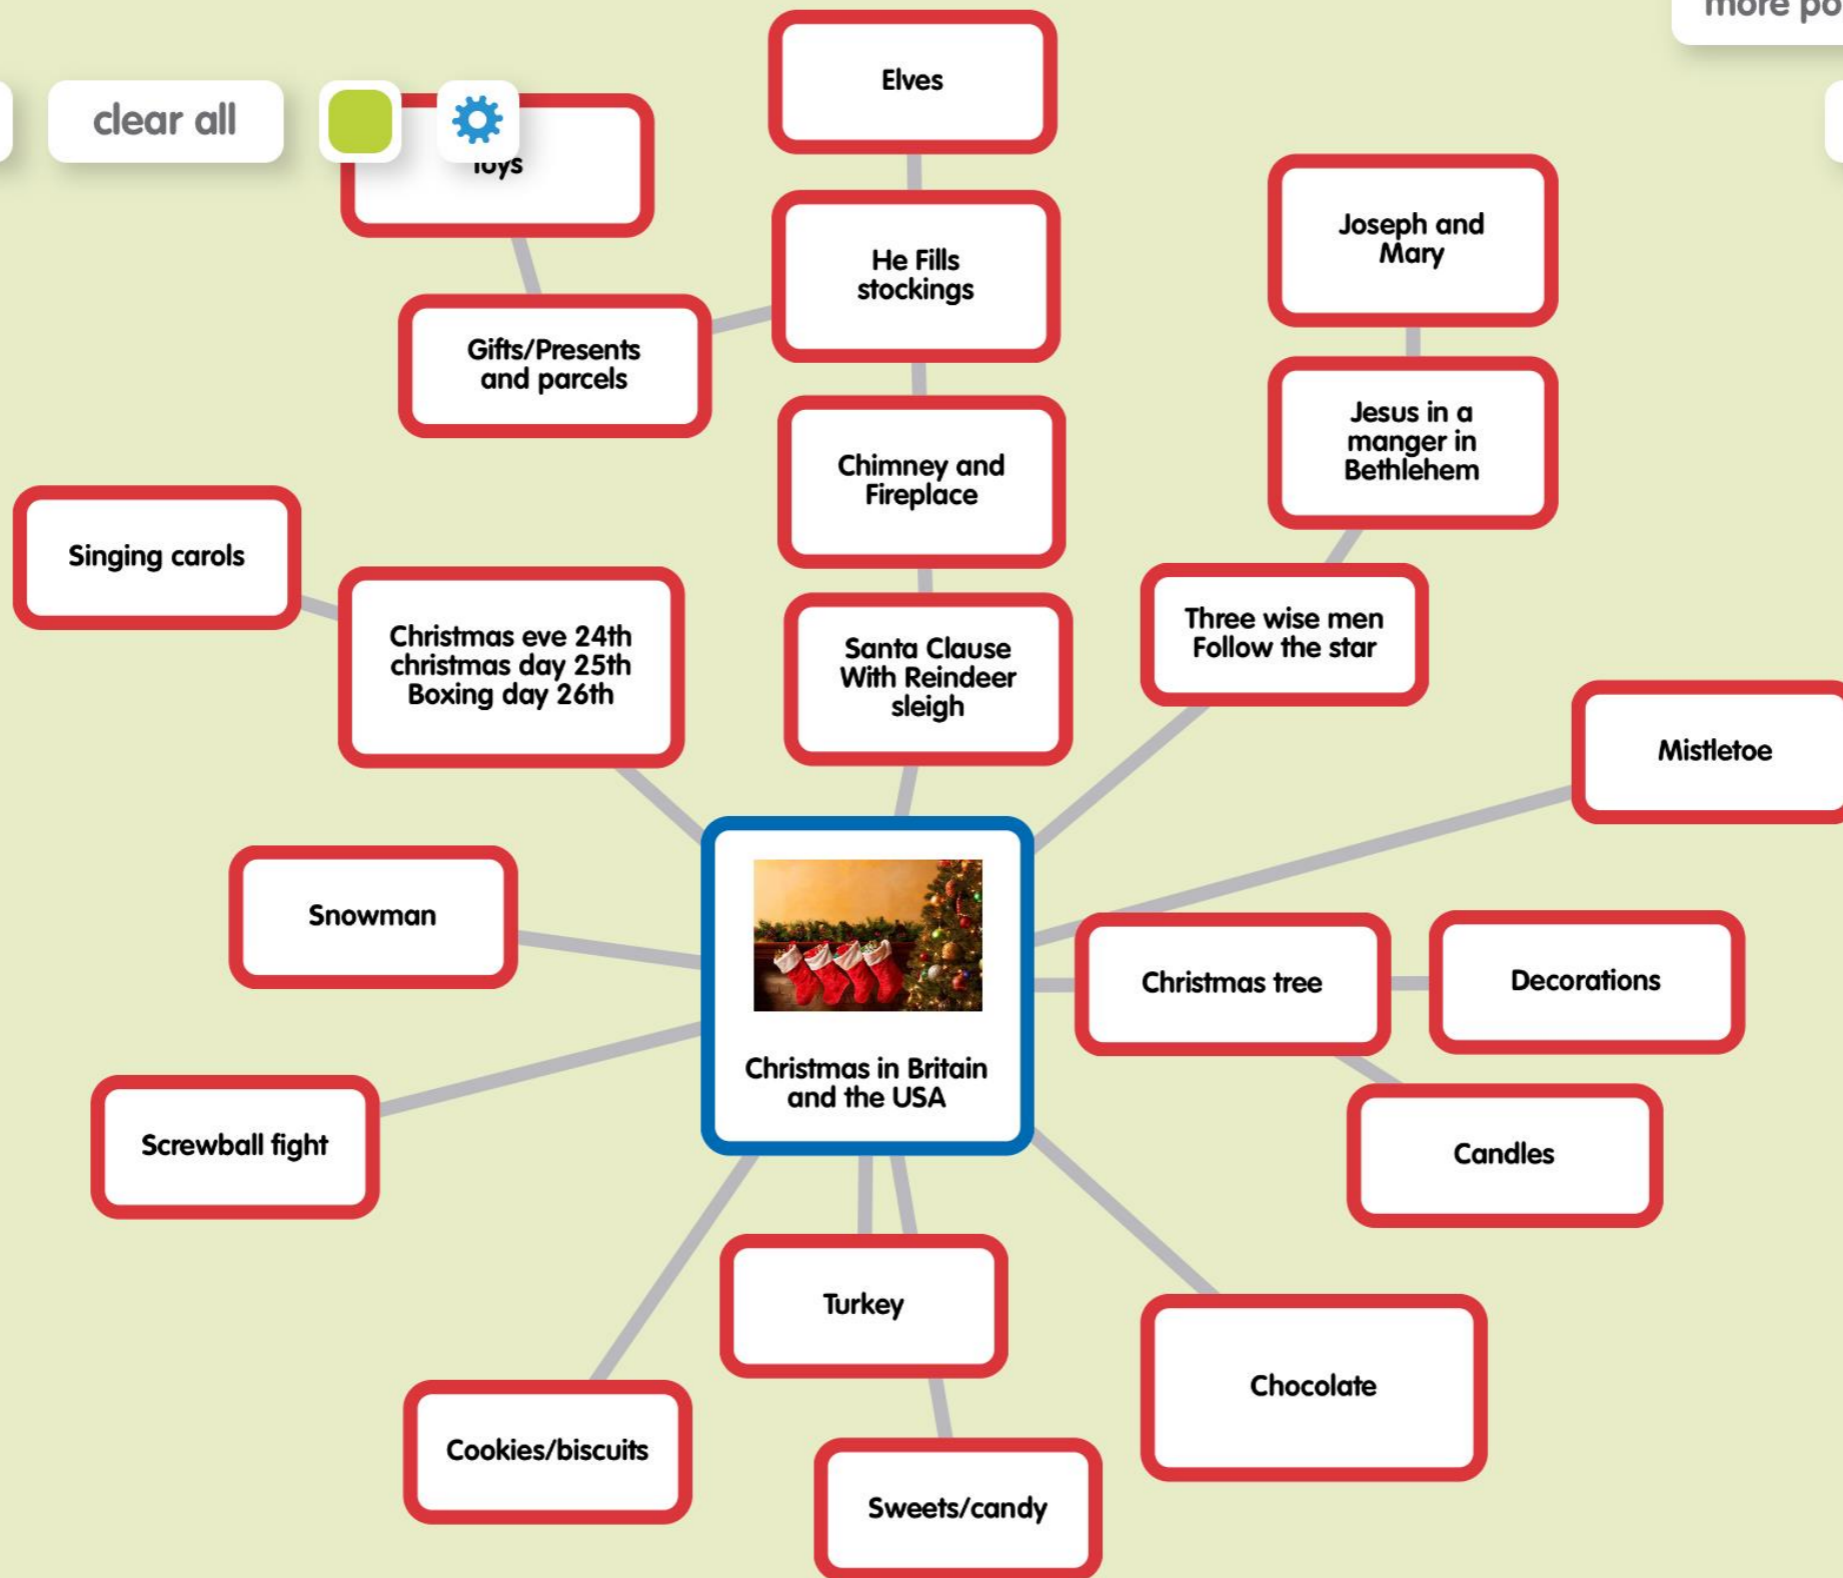 more po
clear all
Elves
Toys
He Fills
stockings
Joseph and
Mary
Gifts/Presents
and parcels
Jesus in a
manger in
Bethlehem
Chimney and
Fireplace
Singing carols
Christmas eve 24th
christmas day 25th
Boxing day 26th
Santa Clause
With Reindeer
sleigh
Three wise men
Follow the star
Mistletoe
Snowman
Christmas tree
Decorations
Christmas in Britain
and the USA
Screwball fight
Candles
Turkey
Chocolate
Cookies/biscuits
Sweets/candy